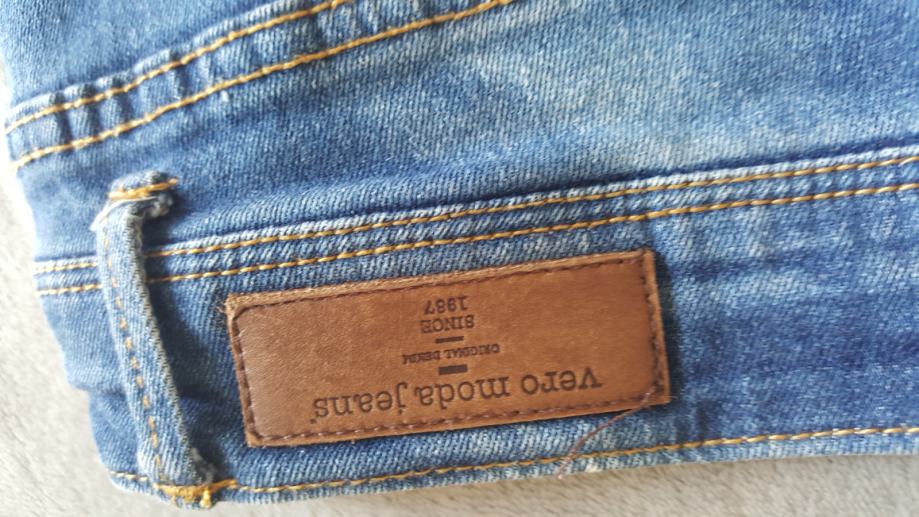 vero moda jeans
ORIGINAL DENIM
SINCE
1987